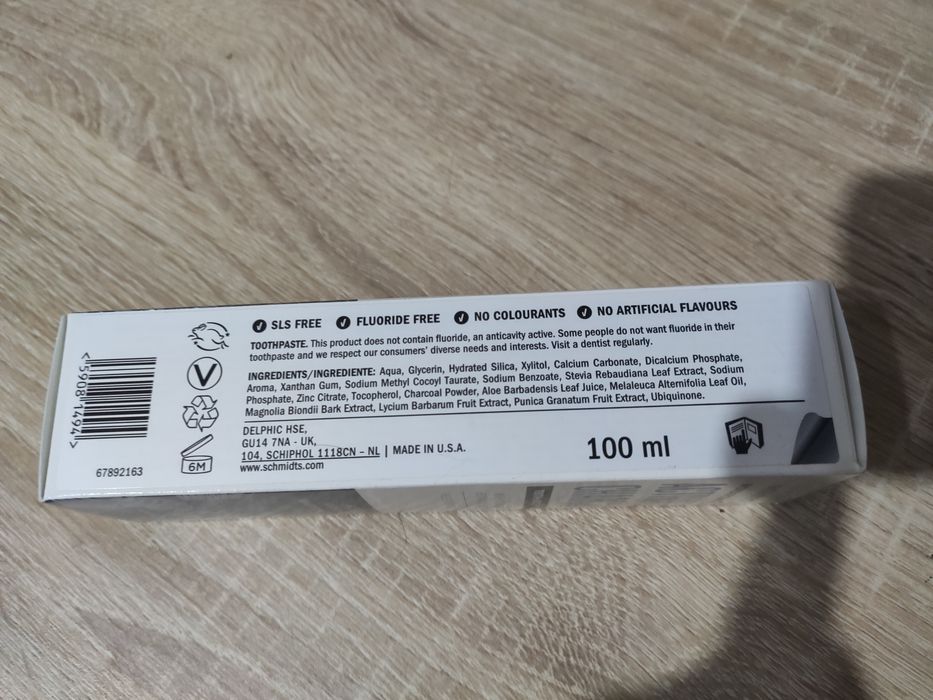 SLS FREE FLUORIDE FREE NO COLOURANTS NO ARTIFICIAL FLAVOURS
TOOTHPASTE. This product does not contain fluoride, an anticavity active. Some people do not want fluoride in their
toothpaste and we respect our consumers' diverse needs and interests. Visit a dentist regularly.
INGREDIENTS/INGREDIENTE: Aqua, Glycerin, Hydrated Silica, Xylitol, Calcium Carbonate, Dicalcium Phosphate,
Aroma, Xanthan Gum, Sodium Methyl Cocoyl Taurate, Sodium Benzoate, Stevia Rebaudiana Leaf Extract, Sodium
Phosphate, Zinc Citrate, Tocopherol, Charcoal Powder, Aloe Barbadensis Leaf Juice, Melaleuca Alternifolia Leaf Oil,
Magnolia Biondii Bark Extract, Lycium Barbarum Fruit Extract, Punica Granatum Fruit Extract, Ubiquinone.
DELPHIC HSE,
GU14 7NA - UK,
104, SCHIPHOL 1118CN – NL | MADE IN U.S.A.
www.schmidts.com
100 ml
<59081494>
V
6M
67892163